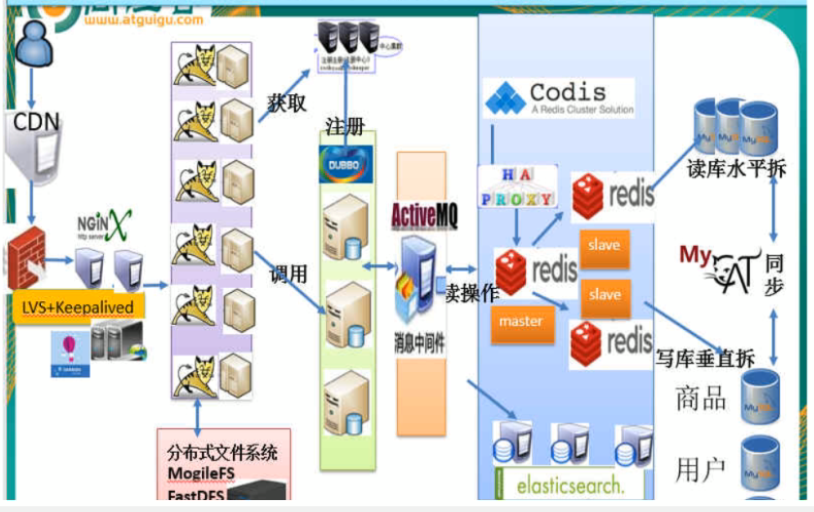 www.atguigu.com
CDN
NGiNX
http server
LVS+Keepalived
获取
注册
DUBBO
调用
分布式文件系统
MogileFS
FastDFS
ActiveMQ
消息中间件
Codis
A Redis Cluster Solution
HA
PROXY
redis
slave
redis
slave
master
redis
读操作
elasticsearch.
读库水平拆
MyCAT
同步
写库垂直拆
商品
用户